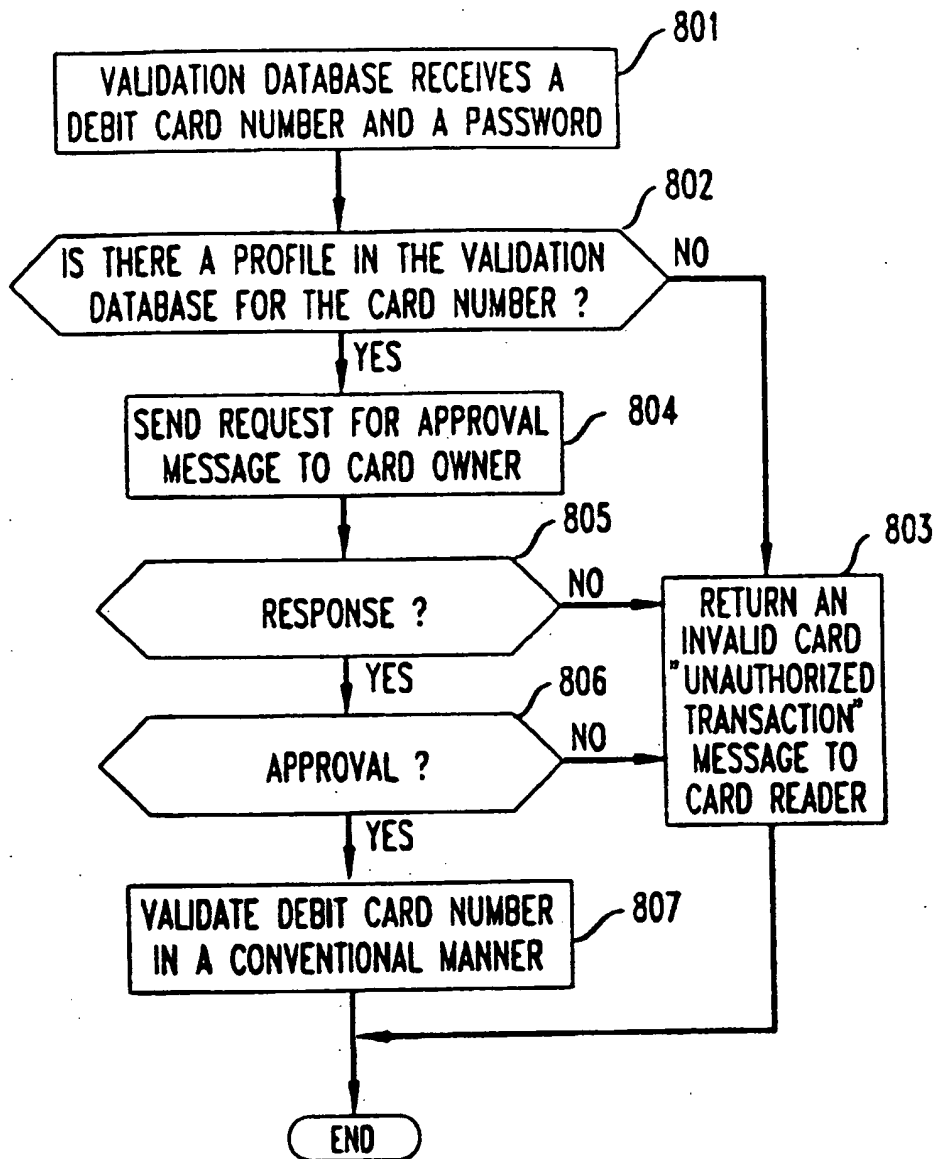 801
VALIDATION DATABASE RECEIVES A
DEBIT CARD NUMBER AND A PASSWORD
802
IS THERE A PROFILE IN THE VALIDATION
DATABASE FOR THE CARD NUMBER ?
NO
YES
SEND REQUEST FOR APPROVAL
MESSAGE TO CARD OWNER
804
805
RESPONSE ?
NO
YES
803
RETURN AN
INVALID CARD
"UNAUTHORIZED
TRANSACTION"
MESSAGE TO
CARD READER
806
APPROVAL ?
NO
YES
VALIDATE DEBIT CARD NUMBER
IN A CONVENTIONAL MANNER
807
END